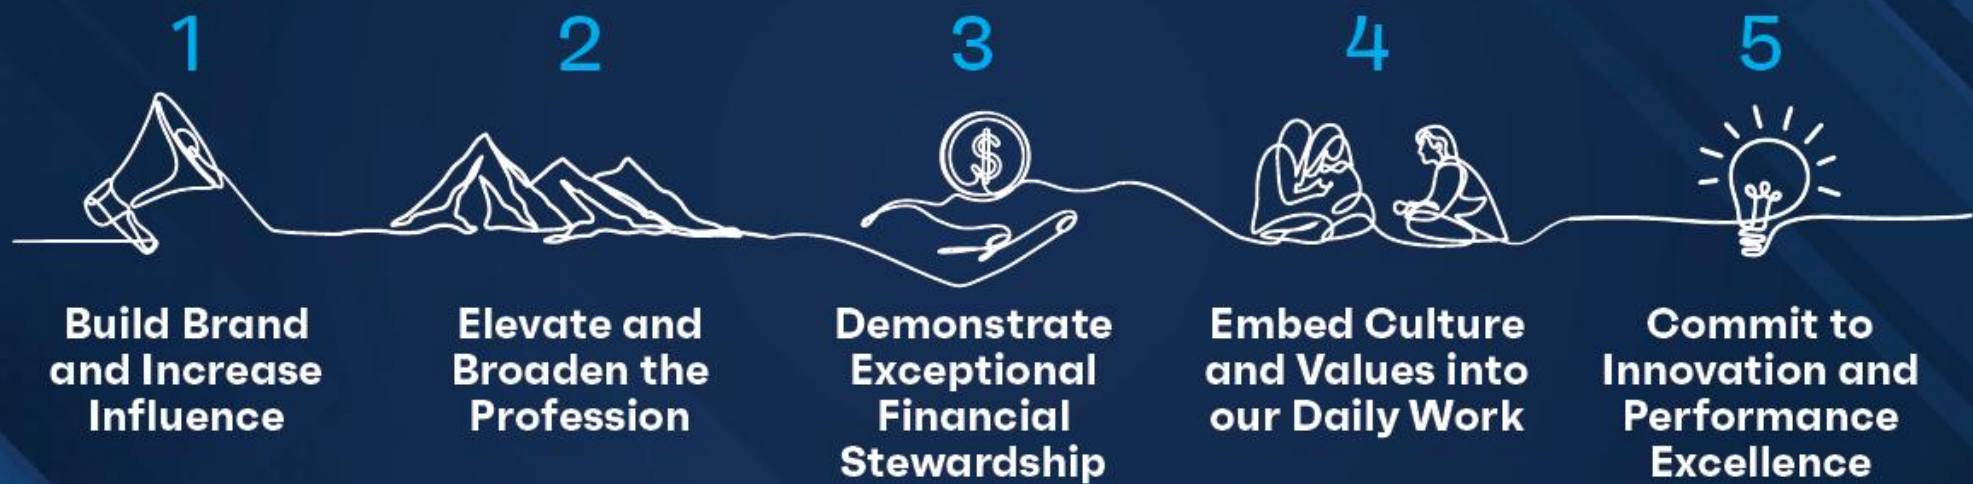 1
Build Brand
and Increase
Influence
2
Elevate and
Broaden the
Profession
3
$
Demonstrate
Exceptional
Financial
Stewardship
4
Embed Culture
and Values into
our Daily Work
5
Commit to
Innovation and
Performance
Excellence